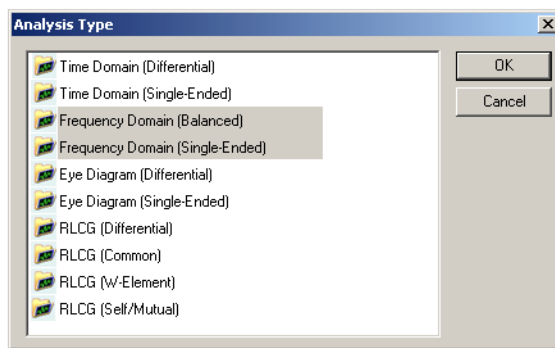 Analysis Type
Time Domain (Differential)
Time Domain (Single-Ended)
Frequency Domain (Balanced)
Frequency Domain (Single-Ended)
Eye Diagram (Differential)
Eye Diagram (Single-Ended)
RLCG (Differential)
RLCG (Common)
RLCG (W-Element)
RLCG (Self/Mutual)
OK
Cancel